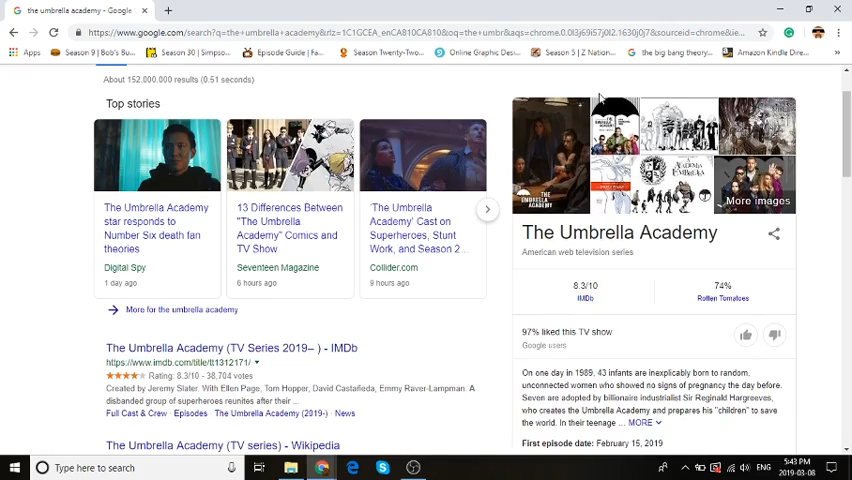 the umbrella academy - Google
https://www.google.com/search?q=the+umbrella+academy&rlz=1C1GCEA_enCA810CA810&oq=the+umbr&aqs=chrome.0.0l3j69i57j0l2.1630j0j7&sourceid=chrome&ie...
Apps Season 9 | Bob's Bu... Season 30 | Simpso... Episode Guide | Fa... Season Twenty-Two... Online Graphic Desi... Season 5 | Z Nation... the big bang theory... Amazon Kindle Dire...
About 152,000,000 results (0.51 seconds)
Top stories
The Umbrella Academy
star responds to
Number Six death fan
theories
Digital Spy
1 day ago
13 Differences Between
"The Umbrella
Academy" Comics and
TV Show
Seventeen Magazine
6 hours ago
'The Umbrella
Academy' Cast on
Superheroes, Stunt
Work, and Season 2...
Collider.com
9 hours ago
More for the umbrella academy
The Umbrella Academy (TV Series 2019– ) - IMDb
https://www.imdb.com/title/tt1312171/
Rating: 8.3/10 - 38,704 votes
Created by Jeremy Slater. With Ellen Page, Tom Hopper, David Castañeda, Emmy Raver-Lampman. A
disbanded group of superheroes reunites after their ...
Full Cast & Crew · Episodes · The Umbrella Academy (2019-) · News
The Umbrella Academy (TV series) - Wikipedia
THE UMBRELLA
ACADEMY
More images
The Umbrella Academy
American web television series
8.3/10
IMDb
74%
Rotten Tomatoes
97% liked this TV show
Google users
On one day in 1989, 43 infants are inexplicably born to random,
unconnected women who showed no signs of pregnancy the day before.
Seven are adopted by billionaire industrialist Sir Reginald Hargreeves,
who creates the Umbrella Academy and prepares his "children" to save
the world. In their teenage ... MORE
First episode date: February 15, 2019
Type here to search
ENG
5:43 PM
2019-03-08